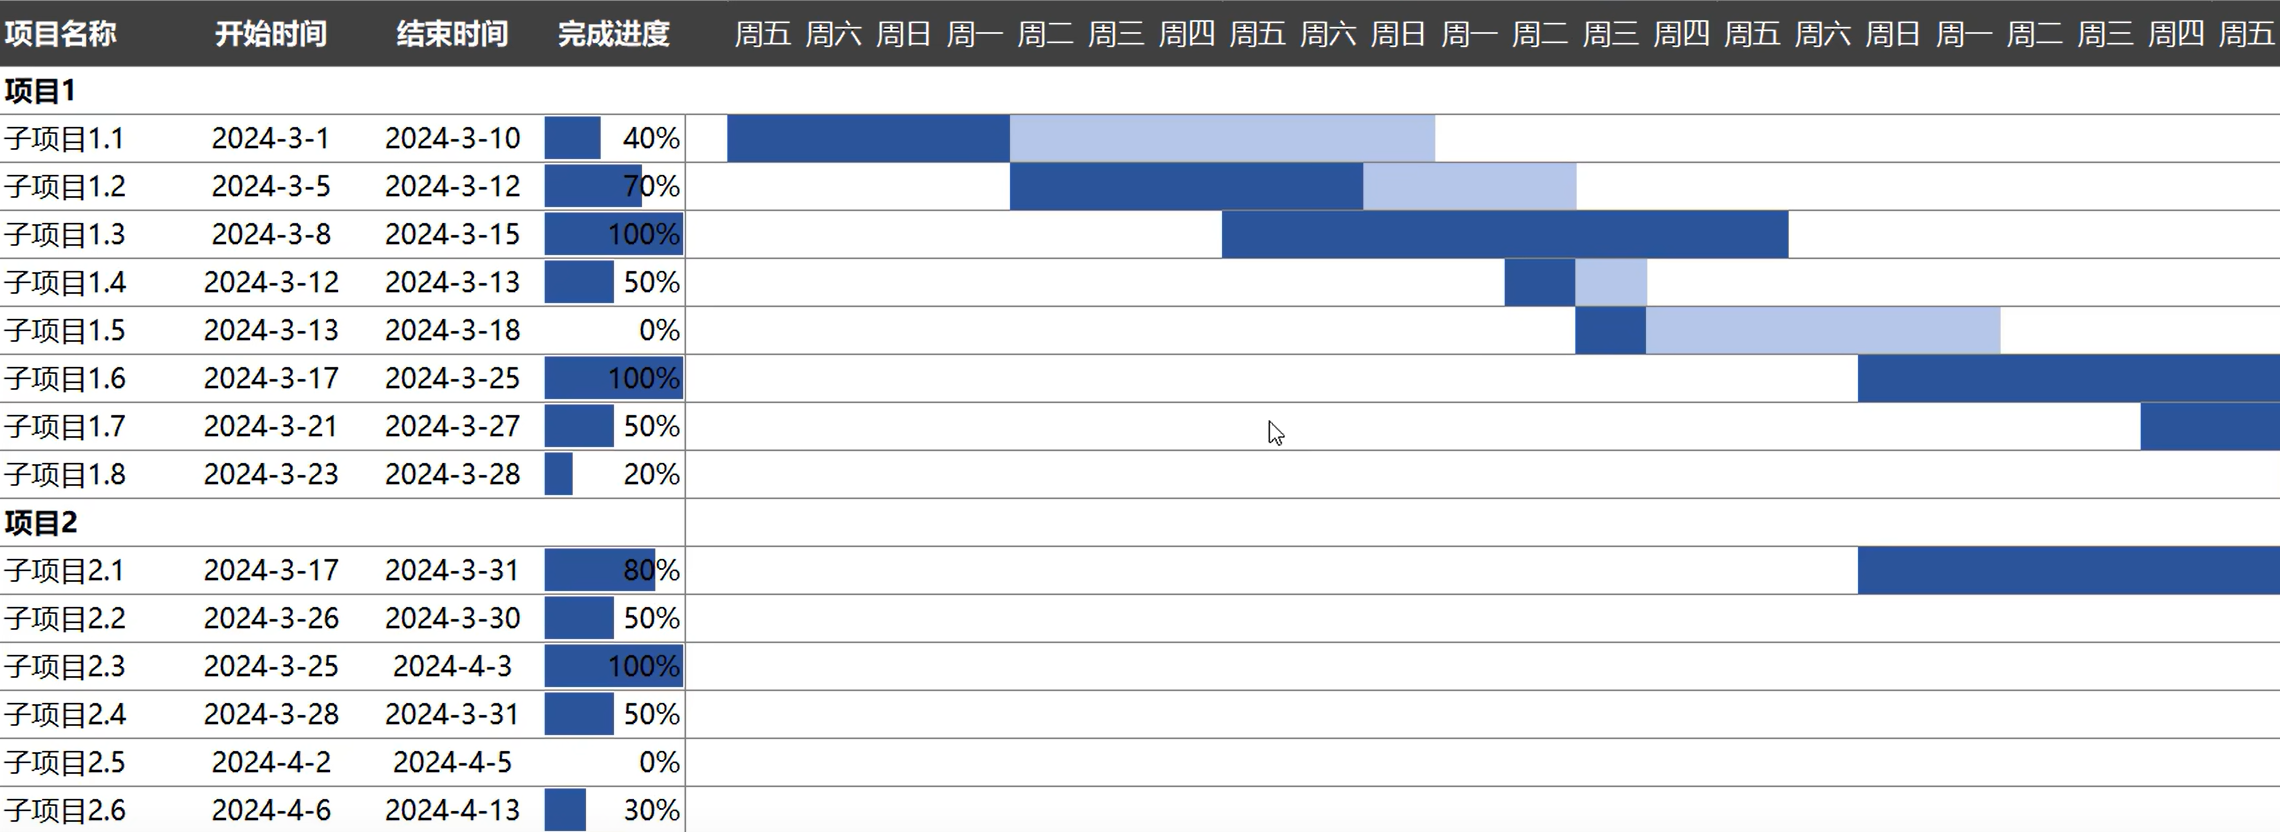 项目名称 开始时间 结束时间 完成进度 周五 周六 周日 周一 周二 周三 周四 周五 周六 周日 周一 周二 周三 周四 周五 周六 周日 周一 周二 周三 周四 周五
项目1
子项目1.1 2024-3-1 2024-3-10 40%
子项目1.2 2024-3-5 2024-3-12 70%
子项目1.3 2024-3-8 2024-3-15 100%
子项目1.4 2024-3-12 2024-3-13 50%
子项目1.5 2024-3-13 2024-3-18 0%
子项目1.6 2024-3-17 2024-3-25 100%
子项目1.7 2024-3-21 2024-3-27 50%
子项目1.8 2024-3-23 2024-3-28 20%
项目2
子项目2.1 2024-3-17 2024-3-31 80%
子项目2.2 2024-3-26 2024-3-30 50%
子项目2.3 2024-3-25 2024-4-3 100%
子项目2.4 2024-3-28 2024-3-31 50%
子项目2.5 2024-4-2 2024-4-5 0%
子项目2.6 2024-4-6 2024-4-13 30%